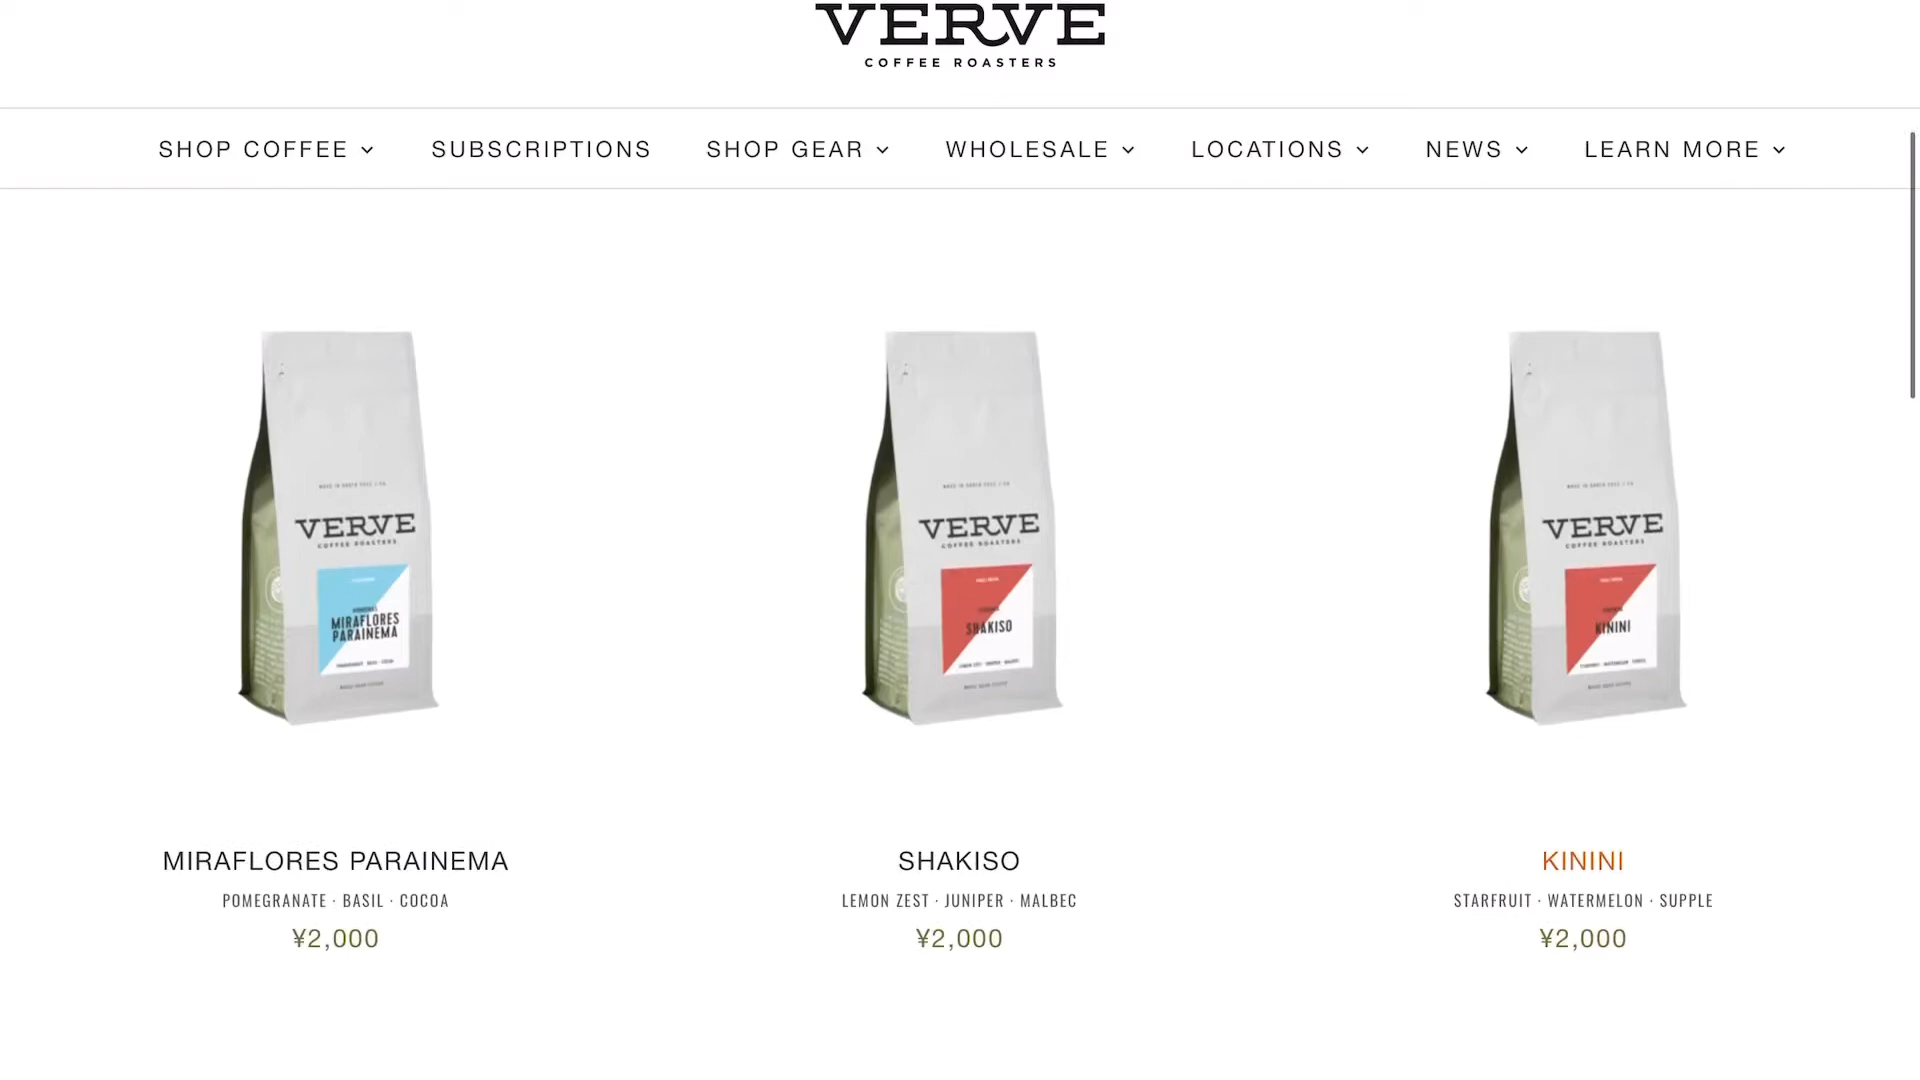 VERVE
COFFEE ROASTERS
SHOP COFFEE
SUBSCRIPTIONS
SHOP GEAR
WHOLESALE
LOCATIONS
NEWS
LEARN MORE
VERVE
COFFEE ROASTERS
MIRAFLORES
PARAINEMA
VERVE
COFFEE ROASTERS
SHAKISO
VERVE
COFFEE ROASTERS
KININI
MIRAFLORES PARAINEMA
POMEGRANATE · BASIL · COCOA
¥2,000
SHAKISO
LEMON ZEST · JUNIPER · MALBEC
¥2,000
KININI
STARFRUIT · WATERMELON · SUPPLE
¥2,000